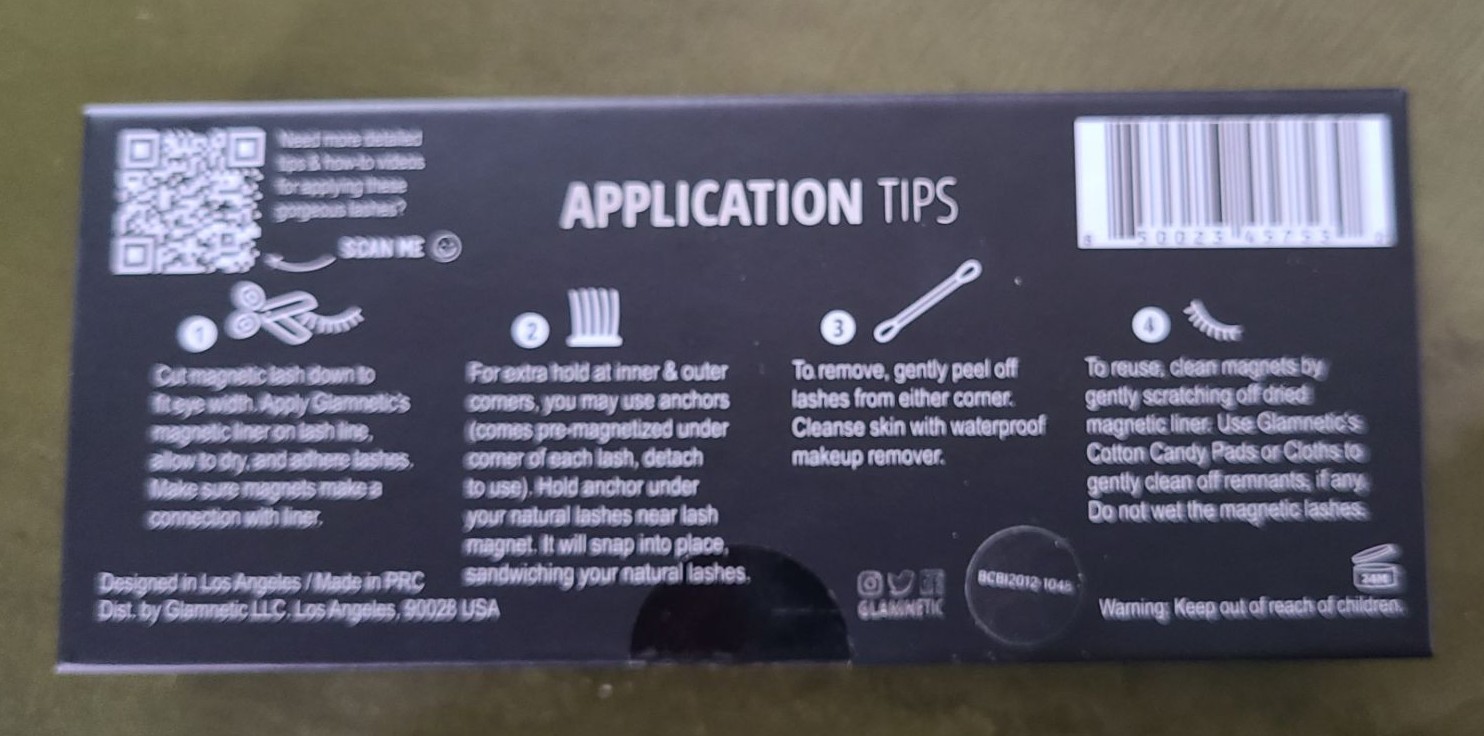 Need more detailed
tips & how-to videos
for applying these
gorgeous lashes?
SCAN ME
APPLICATION TIPS
1
Cut magnetic lash down to
fit eye width. Apply Glamnetic's
magnetic liner on lash line,
allow to dry, and adhere lashes.
Make sure magnets make a
connection with liner.
2
For extra hold at inner & outer
corners, you may use anchors
(comes pre-magnetized under
corner of each lash, detach
to use). Hold anchor under
your natural lashes near lash
magnet. It will snap into place,
sandwiching your natural lashes.
3
To remove, gently peel off
lashes from either corner.
Cleanse skin with waterproof
makeup remover.
4
To reuse, clean magnets by
gently scratching off dried
magnetic liner. Use Glamnetic's
Cotton Candy Pads or Cloths to
gently clean off remnants, if any.
Do not wet the magnetic lashes.
Designed in Los Angeles / Made in PRC
Dist. by Glamnetic LLC. Los Angeles, 90028 USA
GLAMNETIC
BCBI2012-1048
24M
Warning: Keep out of reach of children.